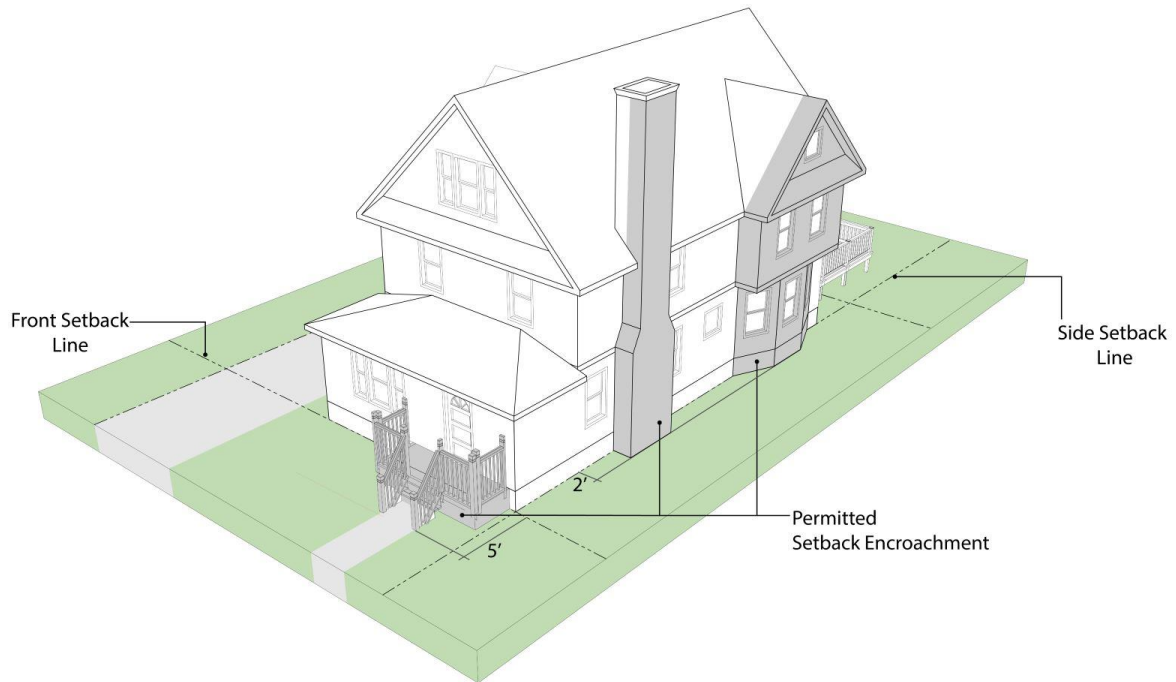 Front Setback
Line
Side Setback
Line
2’
Permitted
Setback Encroachment
5’